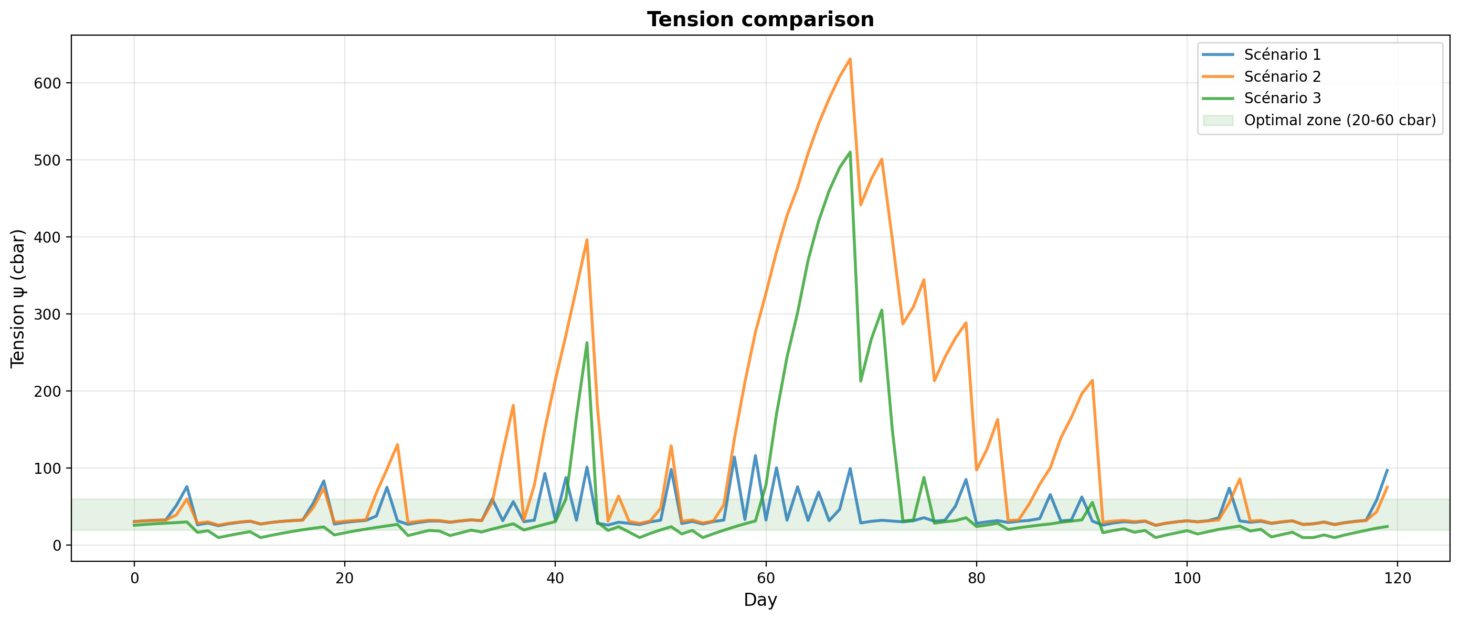 Tension comparison
Scénario 1
Scénario 2
Scénario 3
Optimal zone (20-60 cbar)
Tension ψ (cbar)
600
500
400
300
200
100
0
0 20 40 60 80 100 120
Day